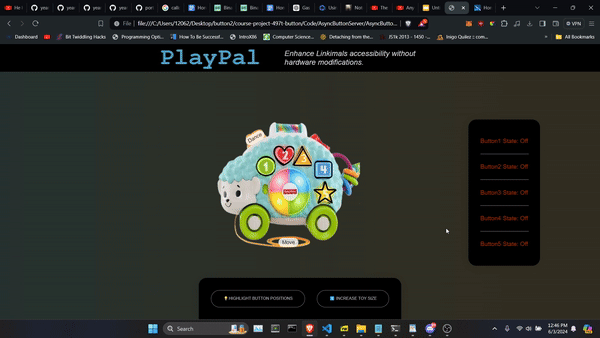 File
file:///C:/Users/12062/Desktop/button2/course-project-497t-button/Code/AsyncButtonServer/AsyncButto...
VPN
Dashboard
Bit Twiddling Hacks
Programming Opti...
How To Be Successf...
IntroX86
Computer Science...
Detaching from the...
JSTk 2013 - 1450 -...
Inigo Quilez :: com...
All Bookmarks
PlayPal
Enhance Linkimals accessibility without
hardware modifications.
Dance
1
2
3
4
Move
Button1 State: Off
Button2 State: Off
Button3 State: Off
Button4 State: Off
Button5 State: Off
HIGHLIGHT BUTTON POSITIONS
INCREASE TOY SIZE
Search
12:46 PM
6/3/2024